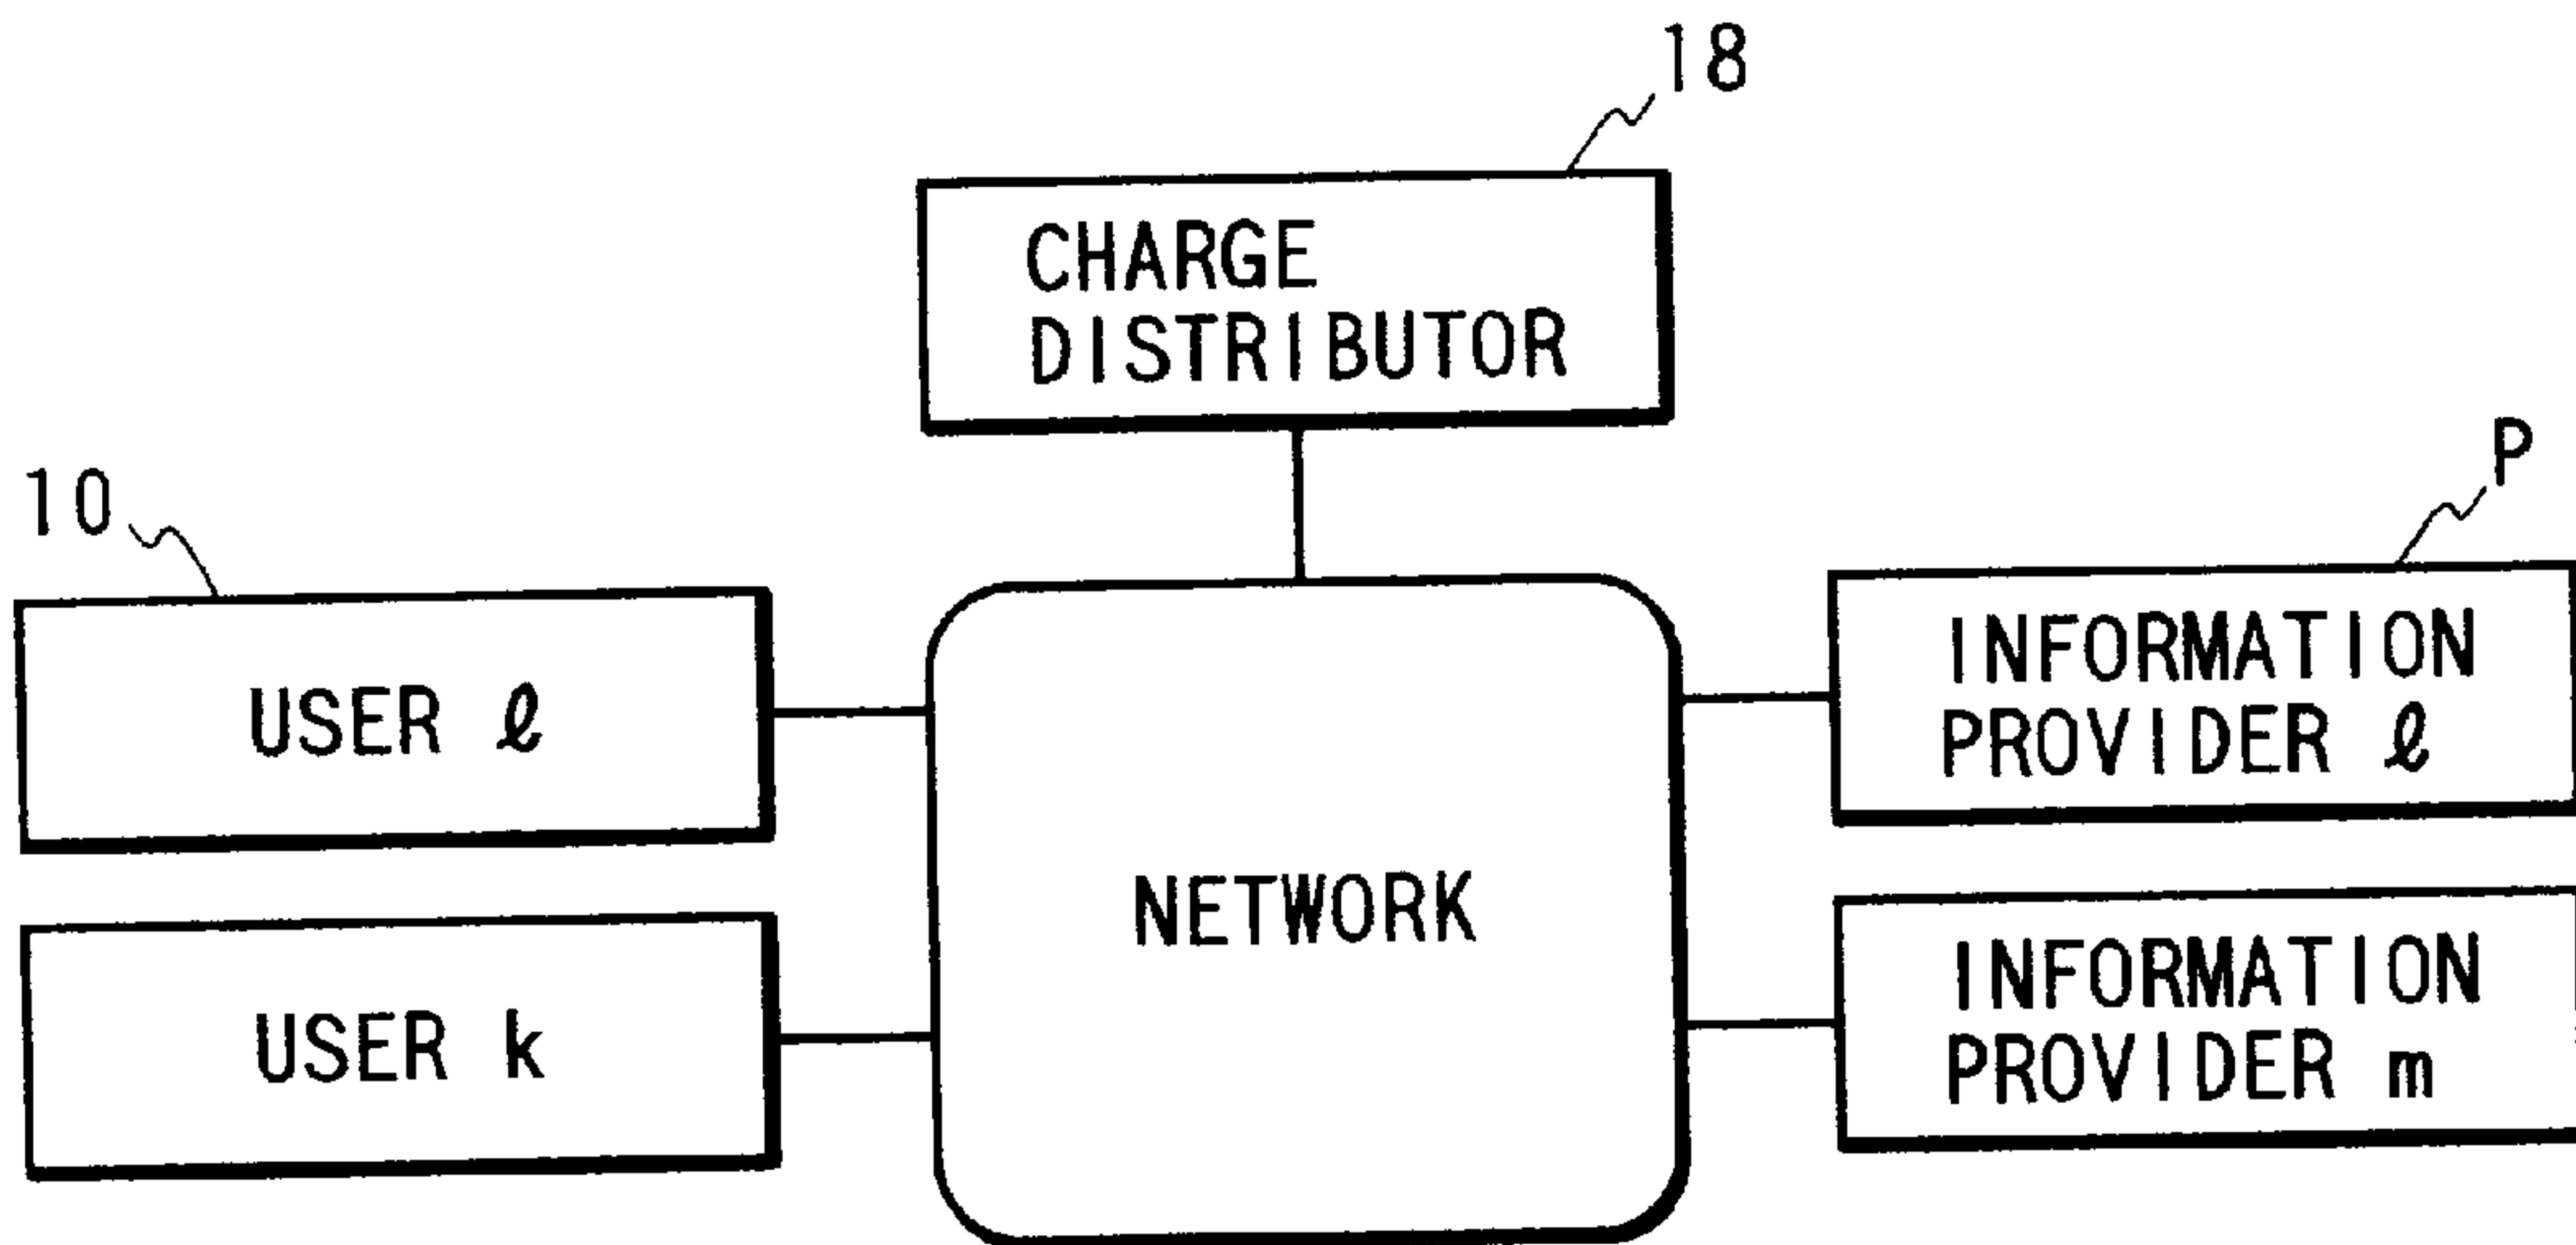 18
CHARGE
DISTRIBUTOR
10
P
USER ℓ
INFORMATION
PROVIDER ℓ
NETWORK
USER k
INFORMATION
PROVIDER m